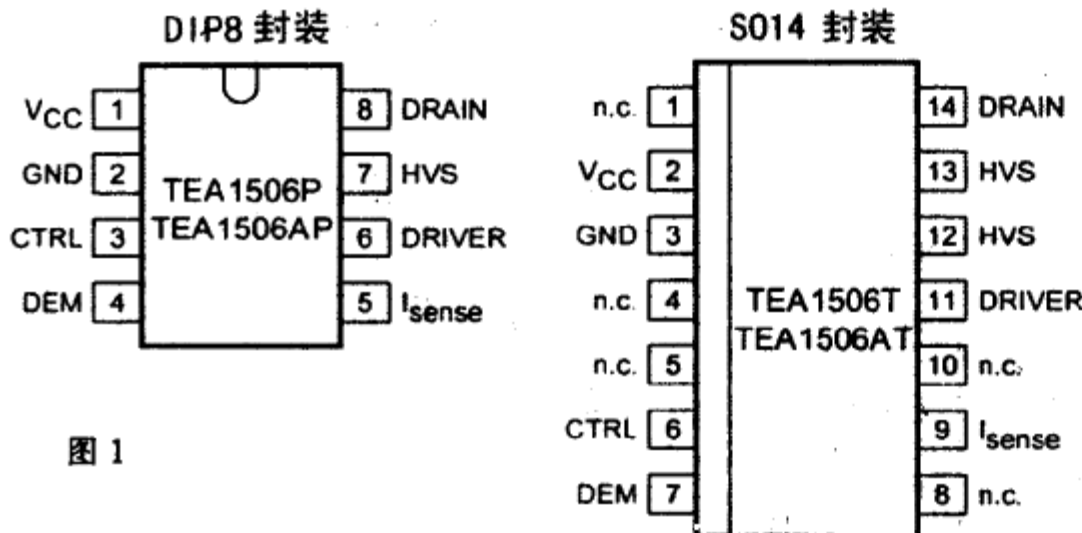 DIP8 封装
VCC 1
GND 2
CTRL 3
DEM 4
TEA1506P
TEA1506AP
8 DRAIN
7 HVS
6 DRIVER
5 Isense
图 1
SO14 封装
n.c. 1
VCC 2
GND 3
n.c. 4
n.c. 5
CTRL 6
DEM 7
TEA1506T
TEA1506AT
14 DRAIN
13 HVS
12 HVS
11 DRIVER
10 n.c.
9 Isense
8 n.c.